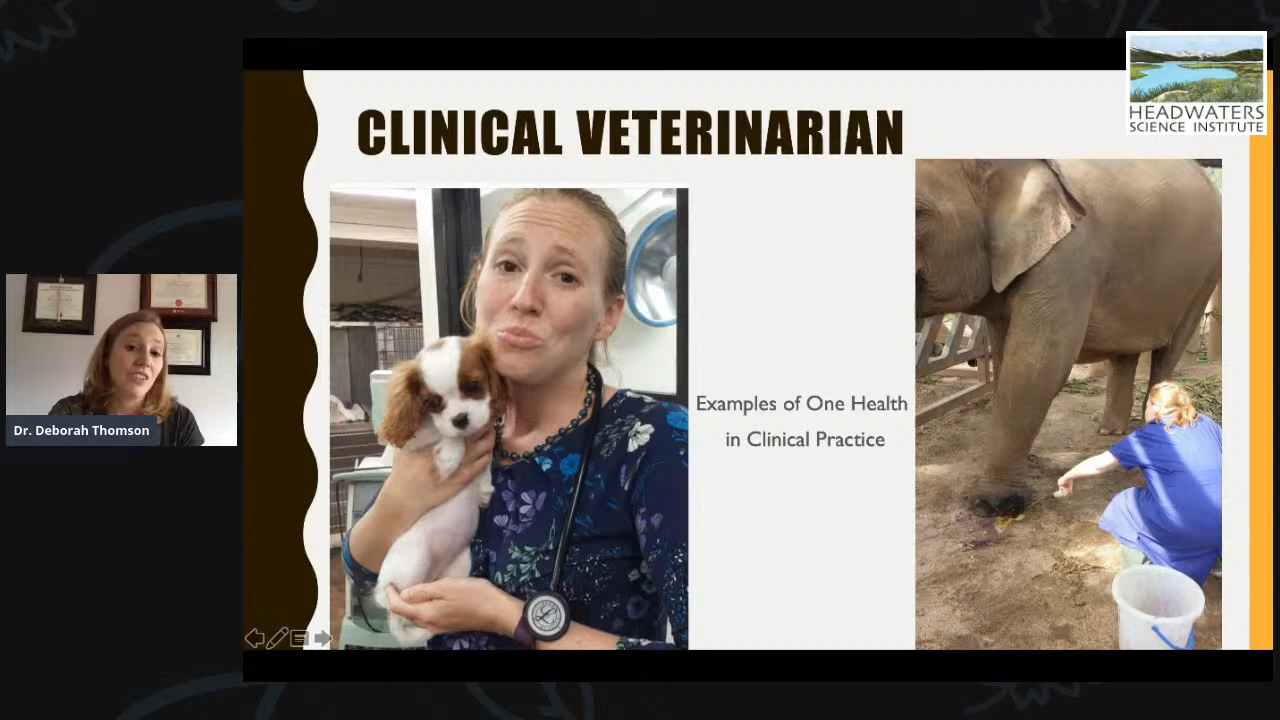 CLINICAL VETERINARIAN
HEADWATERS
SCIENCE INSTITUTE
Examples of One Health
in Clinical Practice
Dr. Deborah Thomson